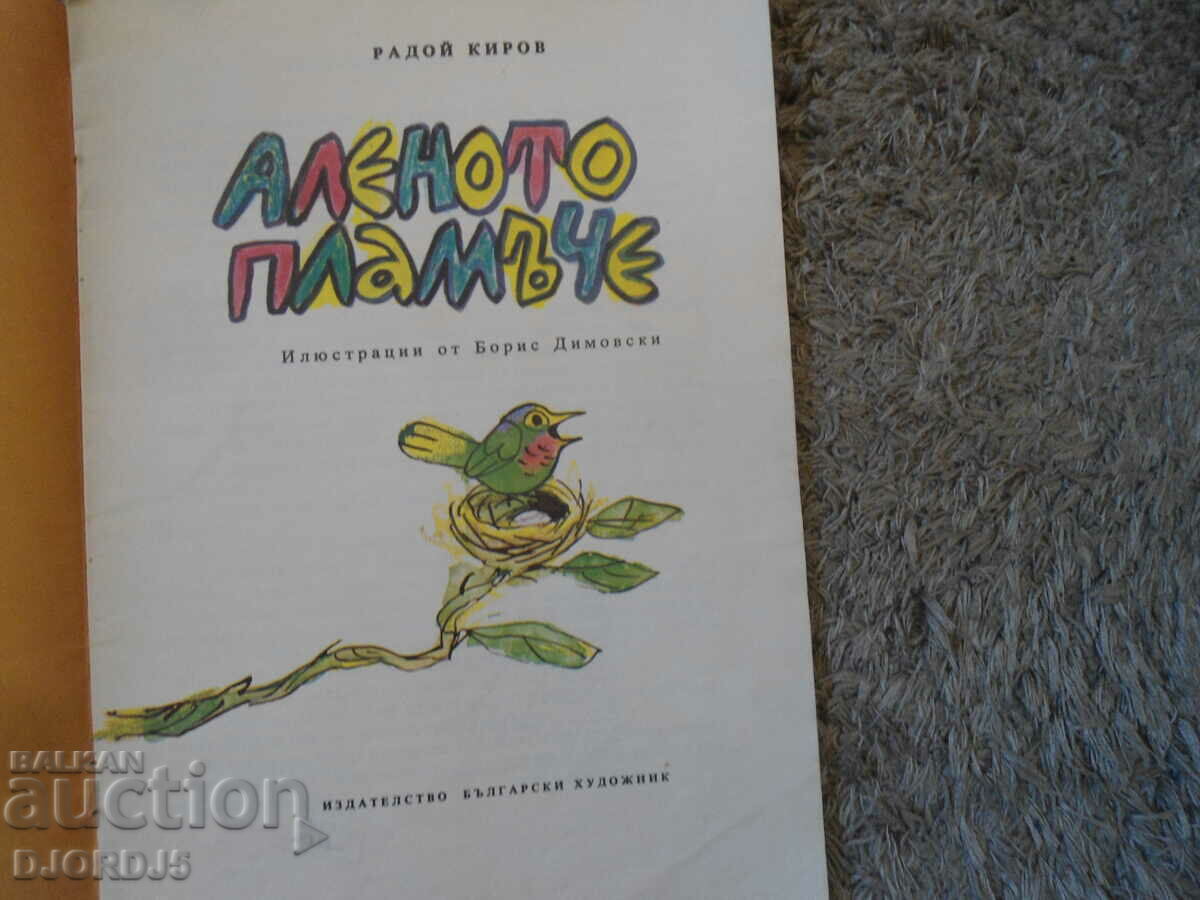 РАДОЙ КИРОВ
АЛЕНОТО
ПЛАМЪЧЕ
Илюстрации от Борис Димовски
ИЗДАТЕЛСТВО БЪЛГАРСКИ ХУДОЖНИК
BALKAN
auction
DJORDJ5